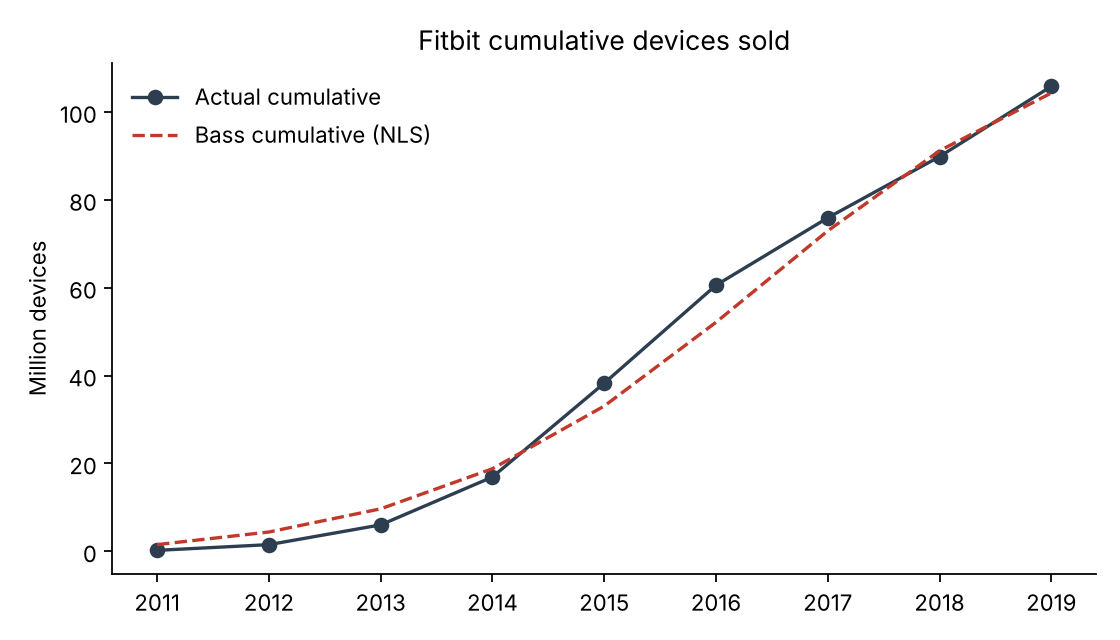 Fitbit cumulative devices sold
Actual cumulative
Bass cumulative (NLS)
Million devices
100
80
60
40
20
0
2011 2012 2013 2014 2015 2016 2017 2018 2019